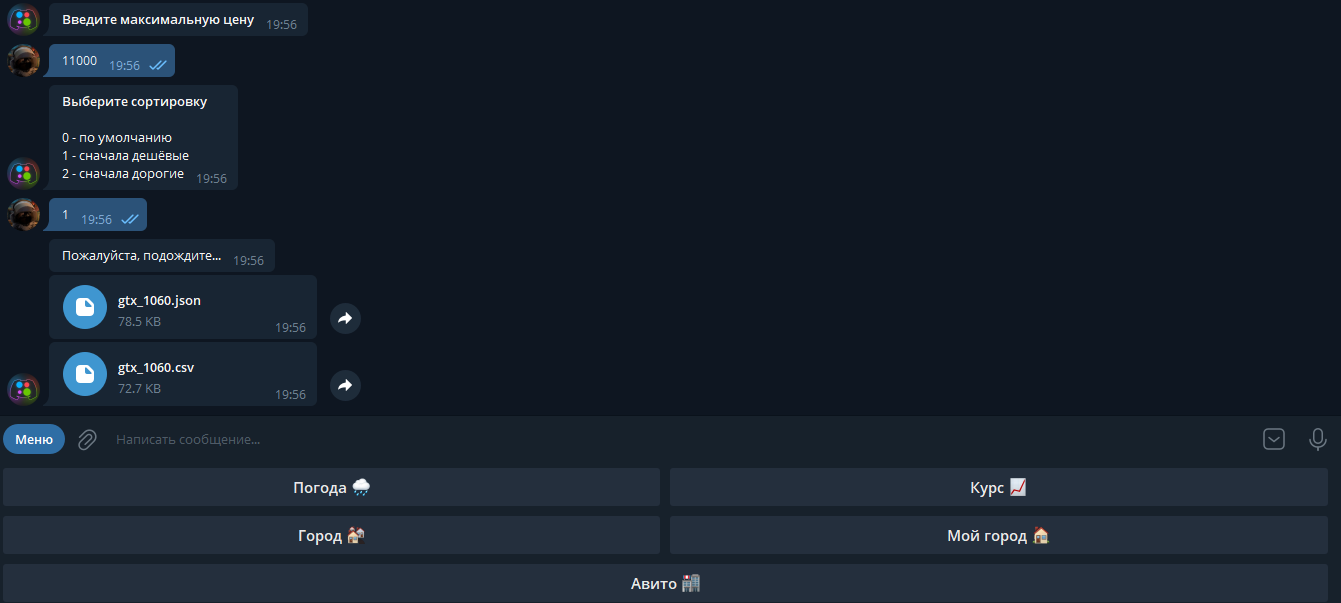 Введите максимальную цену 19:56
11000 19:56
Выберите сортировку
0 - по умолчанию
1 - сначала дешёвые
2 - сначала дорогие 19:56
1 19:56
Пожалуйста, подождите... 19:56
gtx_1060.json
78.5 KB 19:56
gtx_1060.csv
72.7 KB 19:56
Меню Написать сообщение...
Погода Курс
Город Мой город
Авито